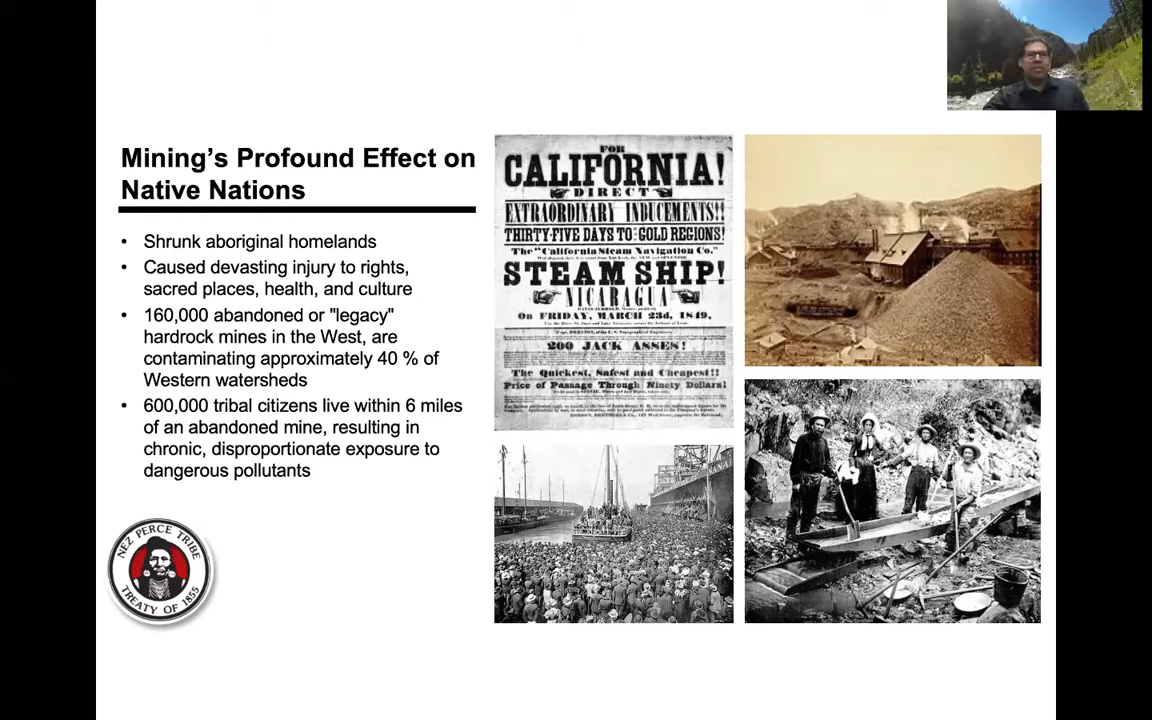 Mining's Profound Effect on
Native Nations
• Shrunk aboriginal homelands
• Caused devasting injury to rights,
sacred places, health, and culture
• 160,000 abandoned or "legacy"
hardrock mines in the West, are
contaminating approximately 40 % of
Western watersheds
• 600,000 tribal citizens live within 6 miles
of an abandoned mine, resulting in
chronic, disproportionate exposure to
dangerous pollutants
NEZ PERCE TRIBE
TREATY OF 1855
FOR
CALIFORNIA!
DIRECT
EXTRAORDINARY INDUCEMENTS!!
THIRTY-FIVE DAYS TO GOLD REGIONS!
The "California Steam Navigation Co."
STEAM SHIP!
NICARAGUA
On FRIDAY, MARCH 23d, 1849,
200 JACK ASSES!
The Quickest, Safest and Cheapest!!
Price of Passage Through Ninety Dollars!